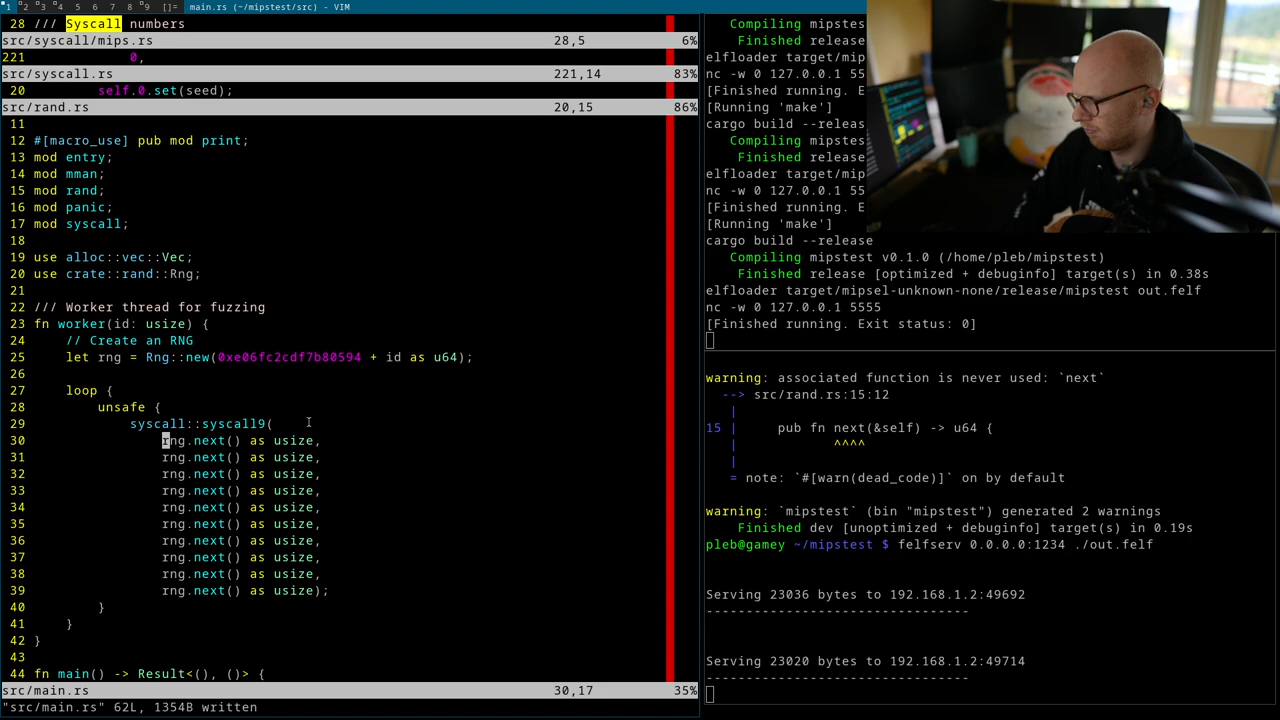 1 2 3 4 5 6 7 8 9 []= main.rs (~/mipstest/src) - VIM
28 /// Syscall numbers
src/syscall/mips.rs 28,5 6%
221 0,
src/syscall.rs 221,14 83%
20 self.0.set(seed);
src/rand.rs 20,15 86%
11
12 #[macro_use] pub mod print;
13 mod entry;
14 mod mman;
15 mod rand;
16 mod panic;
17 mod syscall;
18
19 use alloc::vec::Vec;
20 use crate::rand::Rng;
21
22 /// Worker thread for fuzzing
23 fn worker(id: usize) {
24 // Create an RNG
25 let rng = Rng::new(0xe06fc2cdf7b80594 + id as u64);
26
27 loop {
28 unsafe {
29 syscall::syscall9(
30 rng.next() as usize,
31 rng.next() as usize,
32 rng.next() as usize,
33 rng.next() as usize,
34 rng.next() as usize,
35 rng.next() as usize,
36 rng.next() as usize,
37 rng.next() as usize,
38 rng.next() as usize,
39 rng.next() as usize);
40 }
41 }
42 }
43
44 fn main() -> Result<(), ()> {
src/main.rs 30,17 35%
"src/main.rs" 62L, 1354B written
Compiling mipstes
Finished release
elfloader target/mip
nc -w 0 127.0.0.1 55
[Finished running. E
[Running 'make']
cargo build --releas
Compiling mipstes
Finished release
elfloader target/mip
nc -w 0 127.0.0.1 55
[Finished running. E
[Running 'make']
cargo build --release
Compiling mipstest v0.1.0 (/home/pleb/mipstest)
Finished release [optimized + debuginfo] target(s) in 0.38s
elfloader target/mipsel-unknown-none/release/mipstest out.felf
nc -w 0 127.0.0.1 5555
[Finished running. Exit status: 0]
warning: associated function is never used: `next`
--> src/rand.rs:15:12
|
15 | pub fn next(&self) -> u64 {
| ^^^^
|
= note: `#[warn(dead_code)]` on by default
warning: `mipstest` (bin "mipstest") generated 2 warnings
Finished dev [unoptimized + debuginfo] target(s) in 0.19s
pleb@gamey ~/mipstest $ felfserv 0.0.0.0:1234 ./out.felf
Serving 23036 bytes to 192.168.1.2:49692
---------------------------------
Serving 23020 bytes to 192.168.1.2:49714
---------------------------------